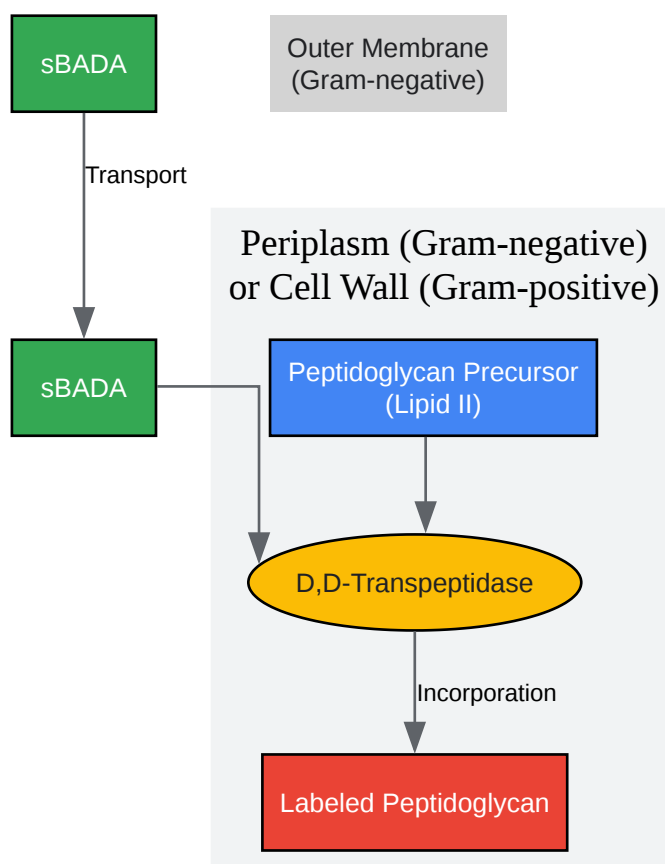 sBADA
Outer Membrane
(Gram-negative)
Transport
Periplasm (Gram-negative)
or Cell Wall (Gram-positive)
sBADA
Peptidoglycan Precursor
(Lipid II)
D,D-Transpeptidase
Incorporation
Labeled Peptidoglycan